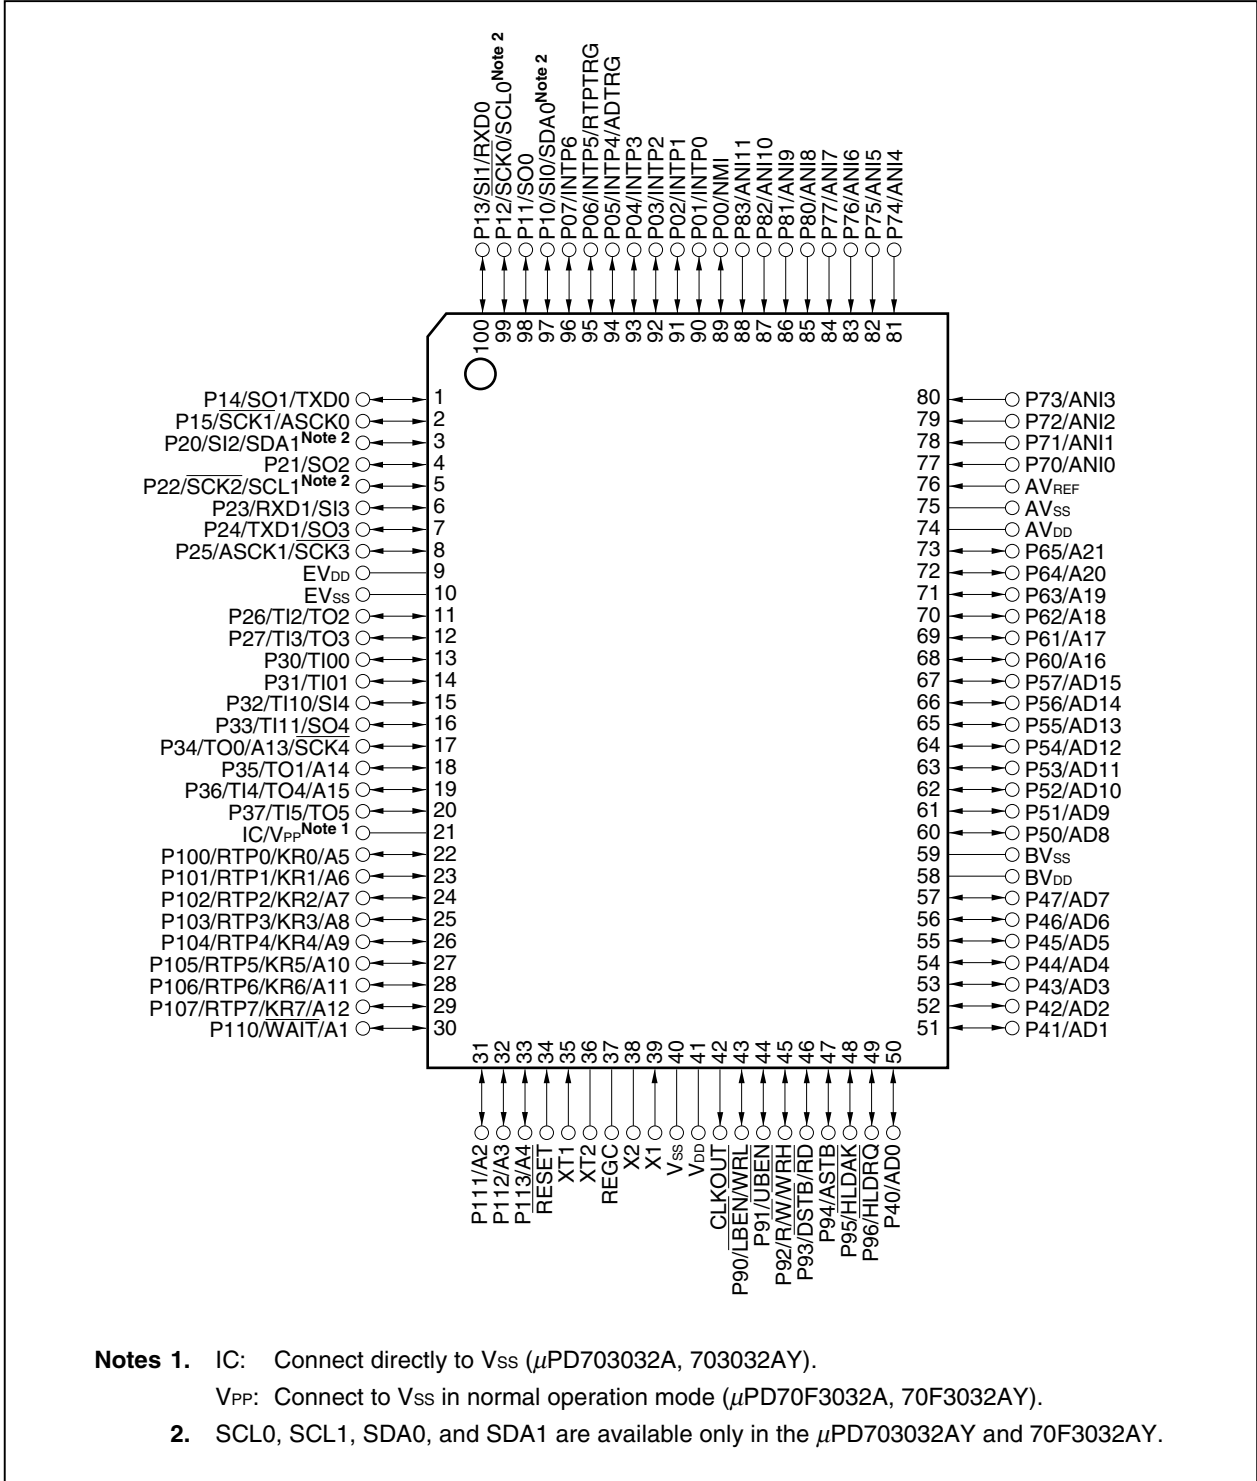 P13/SI1/RXD0
P12/SCK0/SCL0Note 2
P11/SO0
P10/SI0/SDA0Note 2
P07/INTP6
P06/INTP5/RTPTRG
P05/INTP4/ADTRG
P04/INTP3
P03/INTP2
P02/INTP1
P01/INTP0
P00/NMI
P83/ANI11
P82/ANI10
P81/ANI9
P80/ANI8
P77/ANI7
P76/ANI6
P75/ANI5
P74/ANI4
100 99 98 97 96 95 94 93 92 91 90 89 88 87 86 85 84 83 82 81
P14/SO1/TXD0 1
P15/SCK1/ASCK0 2
P20/SI2/SDA1Note 2 3
P21/SO2 4
P22/SCK2/SCL1Note 2 5
P23/RXD1/SI3 6
P24/TXD1/SO3 7
P25/ASCK1/SCK3 8
EVDD 9
EVSS 10
P26/TI2/TO2 11
P27/TI3/TO3 12
P30/TI00 13
P31/TI01 14
P32/TI10/SI4 15
P33/TI11/SO4 16
P34/TO0/A13/SCK4 17
P35/TO1/A14 18
P36/TI4/TO4/A15 19
P37/TI5/TO5 20
IC/VPPNote 1 21
P100/RTP0/KR0/A5 22
P101/RTP1/KR1/A6 23
P102/RTP2/KR2/A7 24
P103/RTP3/KR3/A8 25
P104/RTP4/KR4/A9 26
P105/RTP5/KR5/A10 27
P106/RTP6/KR6/A11 28
P107/RTP7/KR7/A12 29
P110/WAIT/A1 30
80 P73/ANI3
79 P72/ANI2
78 P71/ANI1
77 P70/ANI0
76 AVREF
75 AVSS
74 AVDD
73 P65/A21
72 P64/A20
71 P63/A19
70 P62/A18
69 P61/A17
68 P60/A16
67 P57/AD15
66 P56/AD14
65 P55/AD13
64 P54/AD12
63 P53/AD11
62 P52/AD10
61 P51/AD9
60 P50/AD8
59 BVSS
58 BVDD
57 P47/AD7
56 P46/AD6
55 P45/AD5
54 P44/AD4
53 P43/AD3
52 P42/AD2
51 P41/AD1
31 32 33 34 35 36 37 38 39 40 41 42 43 44 45 46 47 48 49 50
P111/A2
P112/A3
P113/A4
RESET
XT1
XT2
REGC
X2
X1
VSS
VDD
CLKOUT
P90/LBEN/WRL
P91/UBEN
P92/R/W/WRH
P93/DSTB/RD
P94/ASTB
P95/HLDAK
P96/HLDRQ
P40/AD0
Notes 1. IC: Connect directly to VSS (μPD703032A, 703032AY).
VPP: Connect to VSS in normal operation mode (μPD70F3032A, 70F3032AY).
2. SCL0, SCL1, SDA0, and SDA1 are available only in the μPD703032AY and 70F3032AY.